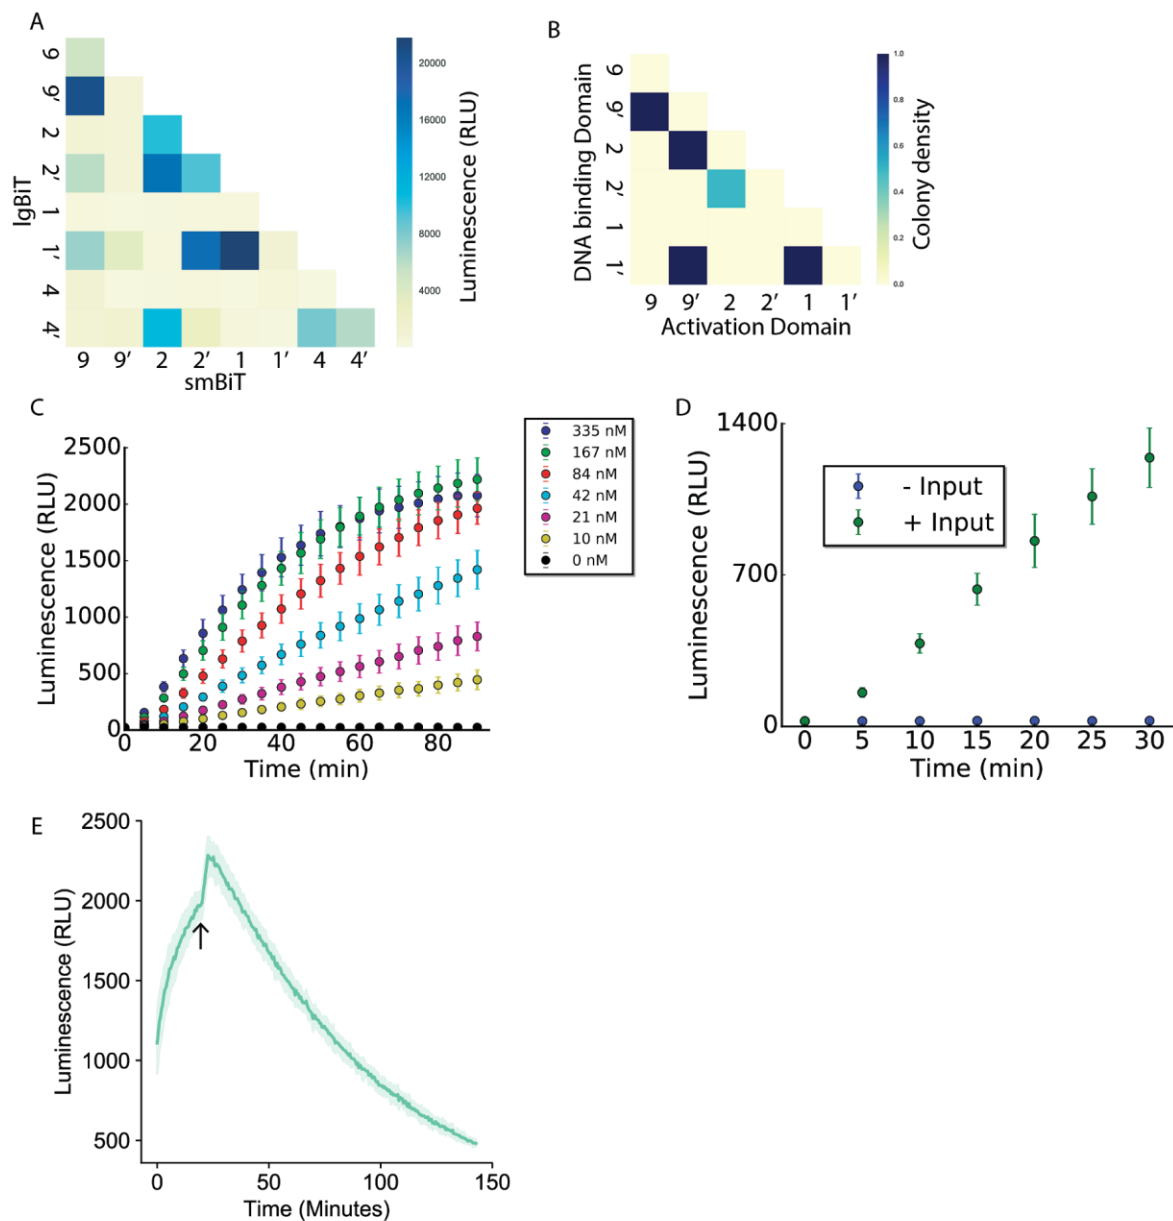 A
lgBiT
9
9′
2
2′
1
1′
4
4′
9 9′ 2 2′ 1 1′ 4 4′
smBiT
20000
16000
12000
8000
4000
Luminescence (RLU)
B
DNA binding Domain
9
9′
2
2′
1
1′
9 9′ 2 2′ 1 1′
Activation Domain
1.0
0.8
0.6
0.4
0.2
0.0
Colony density
C
Luminescence (RLU)
2500
2000
1500
1000
500
0
0 20 40 60 80
Time (min)
335 nM
167 nM
84 nM
42 nM
21 nM
10 nM
0 nM
D
Luminescence (RLU)
1400
700
0
- Input
+ Input
0 5 10 15 20 25 30
Time (min)
E
Luminescence (RLU)
2500
2000
1500
1000
500
0 50 100 150
Time (Minutes)